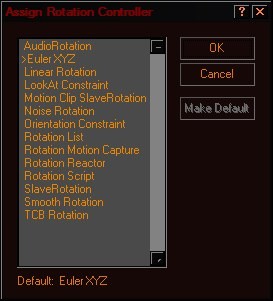 Assign Rotation Controller
? ×
AudioRotation
>Euler XYZ
Linear Rotation
LookAt Constraint
Motion Clip SlaveRotation
Noise Rotation
Orientation Constraint
Rotation List
Rotation Motion Capture
Rotation Reactor
Rotation Script
SlaveRotation
Smooth Rotation
TCB Rotation
OK
Cancel
Make Default
Default: Euler XYZ